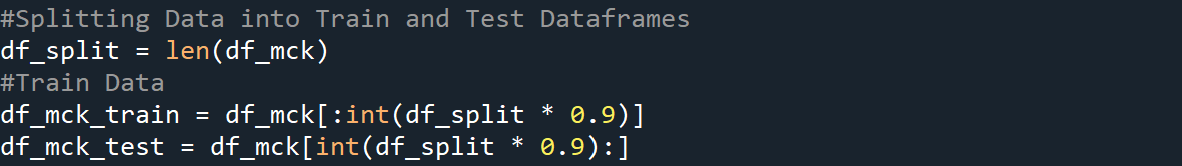 #Splitting Data into Train and Test Dataframes
df_split = len(df_mck)
#Train Data
df_mck_train = df_mck[:int(df_split * 0.9)]
df_mck_test = df_mck[int(df_split * 0.9):]